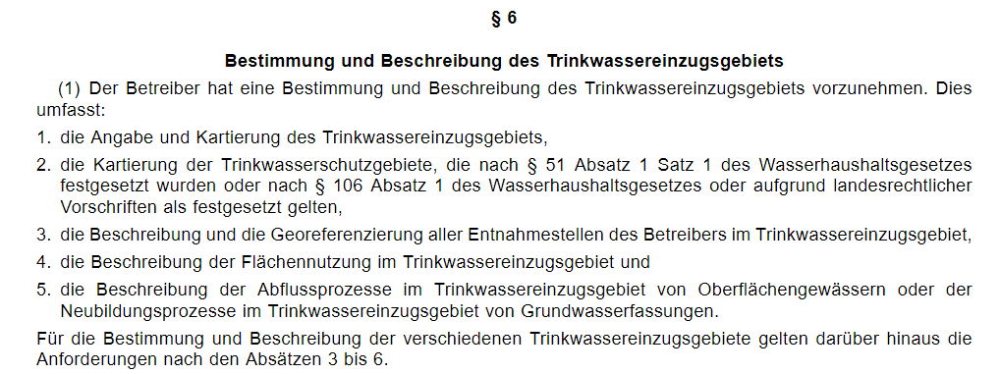 § 6
Bestimmung und Beschreibung des Trinkwassereinzugsgebiets
(1) Der Betreiber hat eine Bestimmung und Beschreibung des Trinkwassereinzugsgebiets vorzunehmen. Dies
umfasst:
1. die Angabe und Kartierung des Trinkwassereinzugsgebiets,
2. die Kartierung der Trinkwasserschutzgebiete, die nach § 51 Absatz 1 Satz 1 des Wasserhaushaltsgesetzes
festgesetzt wurden oder nach § 106 Absatz 1 des Wasserhaushaltsgesetzes oder aufgrund landesrechtlicher
Vorschriften als festgesetzt gelten,
3. die Beschreibung und die Georeferenzierung aller Entnahmestellen des Betreibers im Trinkwassereinzugsgebiet,
4. die Beschreibung der Flächennutzung im Trinkwassereinzugsgebiet und
5. die Beschreibung der Abflussprozesse im Trinkwassereinzugsgebiet von Oberflächengewässern oder der
Neubildungsprozesse im Trinkwassereinzugsgebiet von Grundwasserfassungen.
Für die Bestimmung und Beschreibung der verschiedenen Trinkwassereinzugsgebiete gelten darüber hinaus die
Anforderungen nach den Absätzen 3 bis 6.